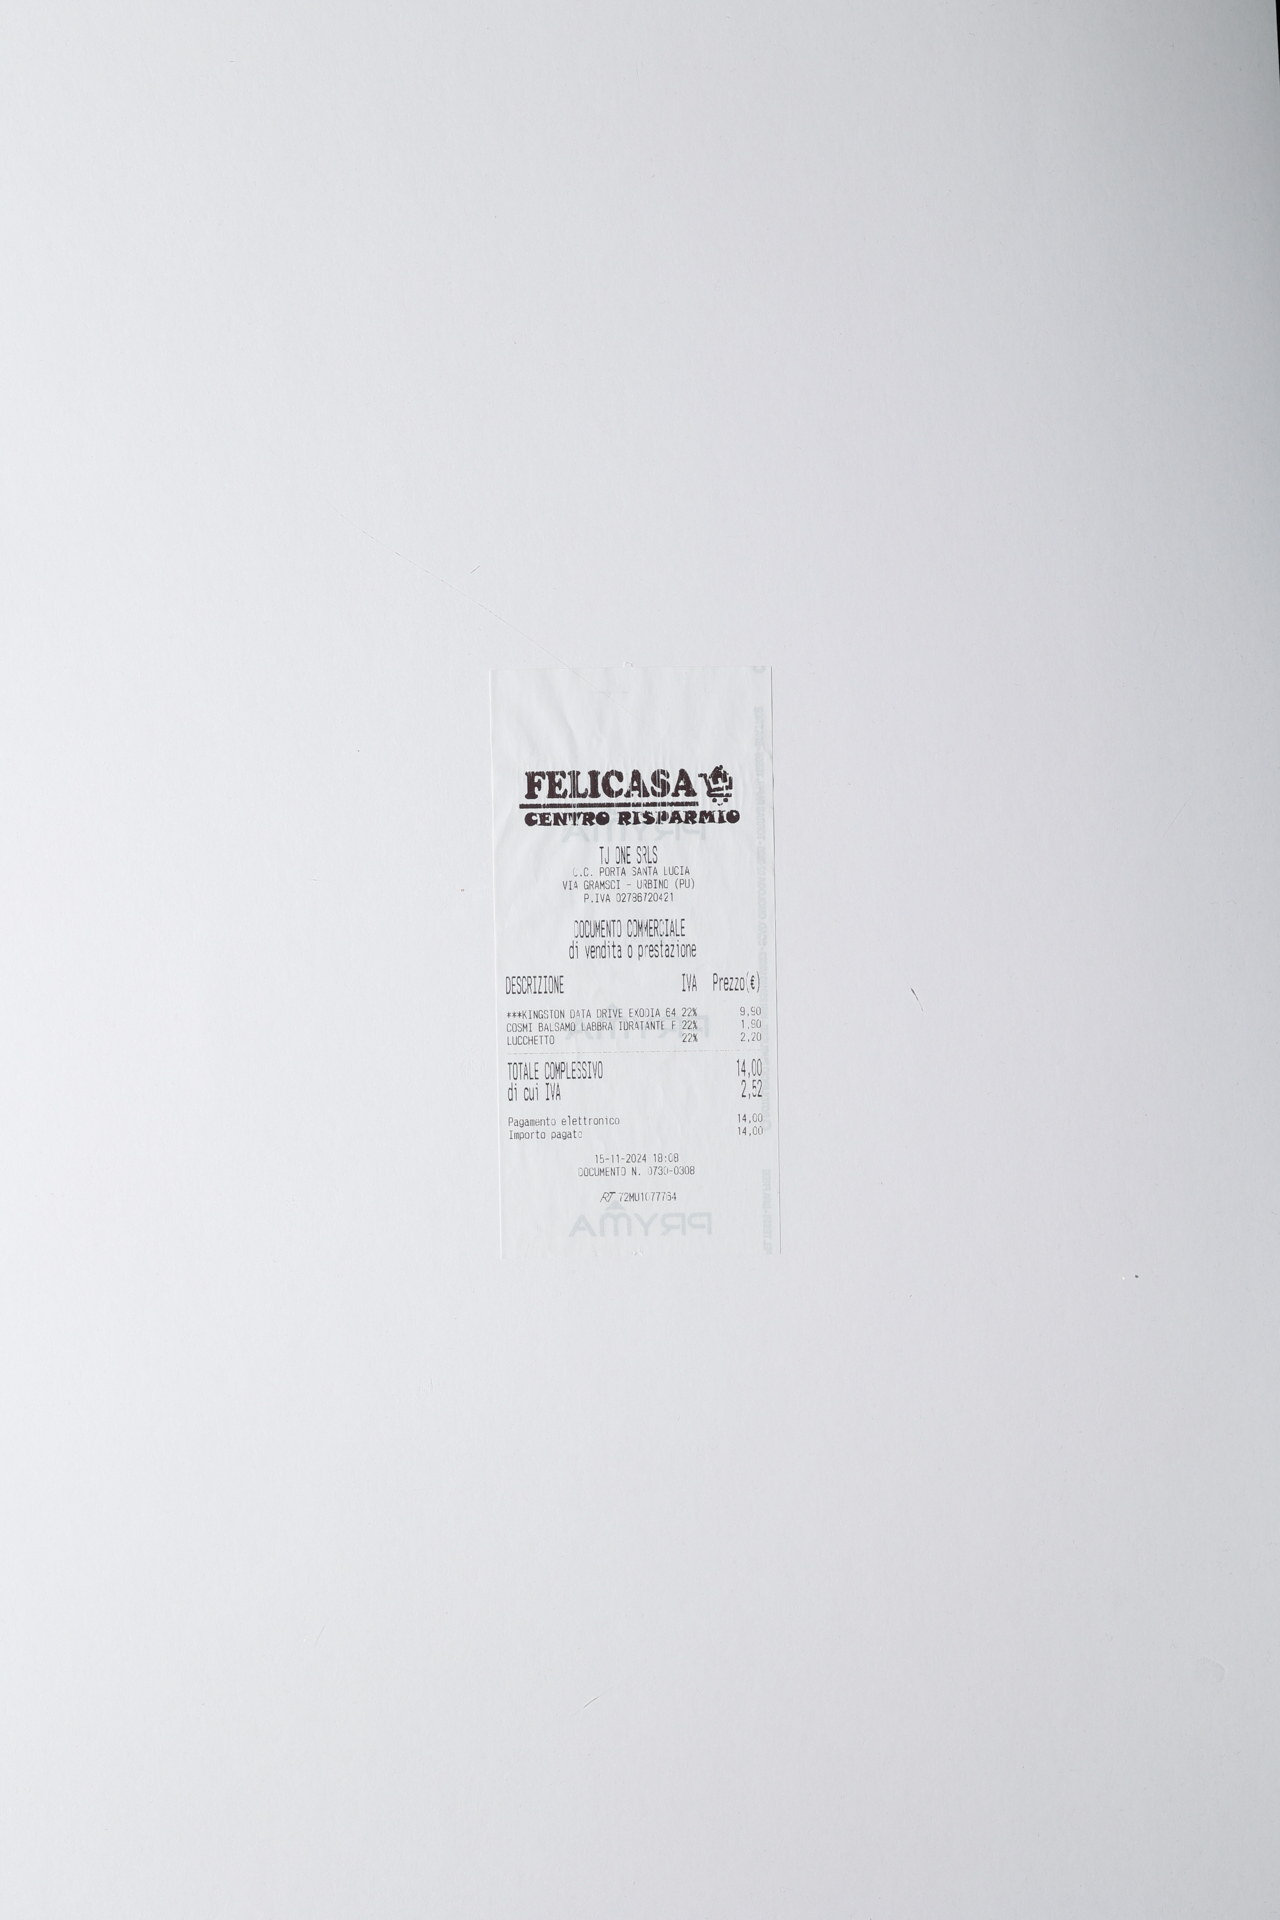 FELICASA
CENTRO RISPARMIO
TJ ONE SRLS
C.C. PORTA SANTA LUCIA
VIA GRAMSCI - URBINO (PU)
P.IVA 02786720421
DOCUMENTO COMMERCIALE
di vendita o prestazione
DESCRIZIONE IVA Prezzo(€)
***KINGSTON DATA DRIVE EXODIA 64 22% 9,90
COSMI BALSAMO LABBRA IDRATANTE F 22% 1,90
LUCCHETTO 22% 2,20
TOTALE COMPLESSIVO 14,00
di cui IVA 2,52
Pagamento elettronico 14,00
Importo pagato 14,00
15-11-2024 18:08
DOCUMENTO N. 0730-0308
RT 72MU1077764
PRYMA